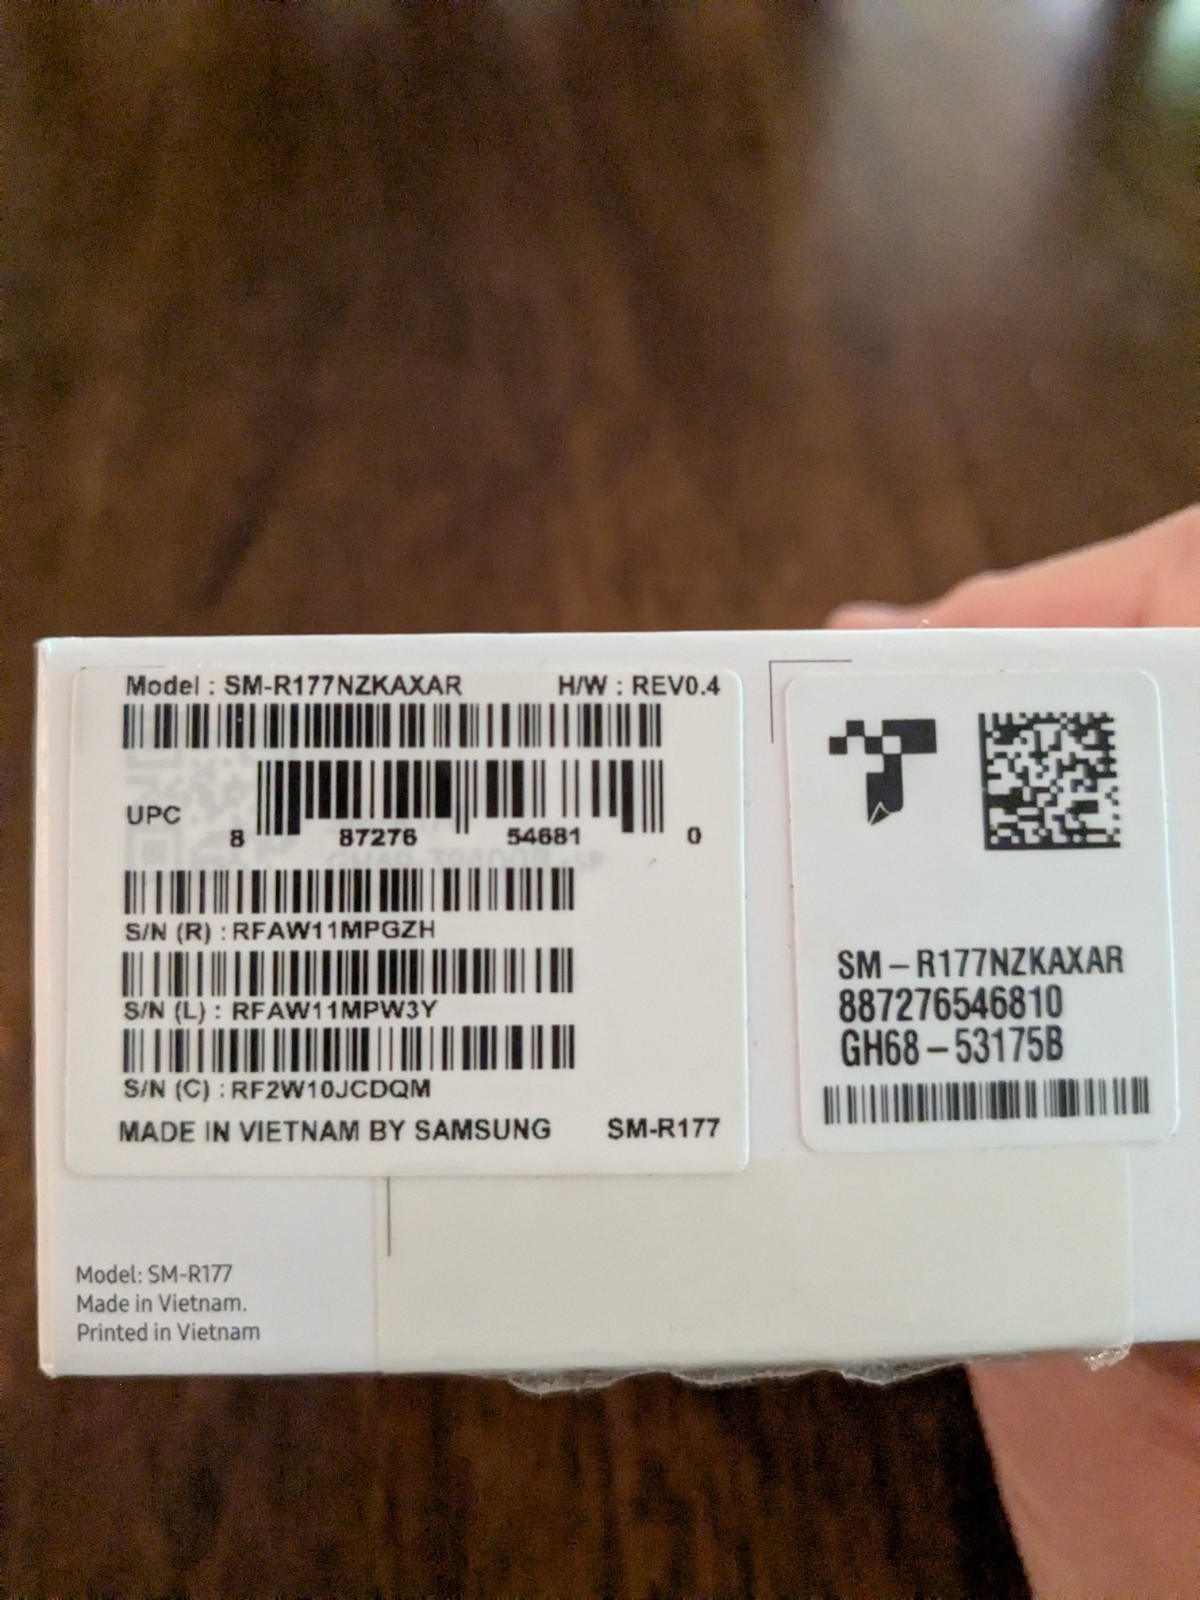 Model : SM-R177NZKAXAR H/W : REV0.4
UPC
8 87276 54681 0
S/N (R) : RFAW11MPGZH
S/N (L) : RFAW11MPW3Y
S/N (C) : RF2W10JCDQM
MADE IN VIETNAM BY SAMSUNG SM-R177
SM-R177NZKAXAR
887276546810
GH68-53175B
Model: SM-R177
Made in Vietnam.
Printed in Vietnam